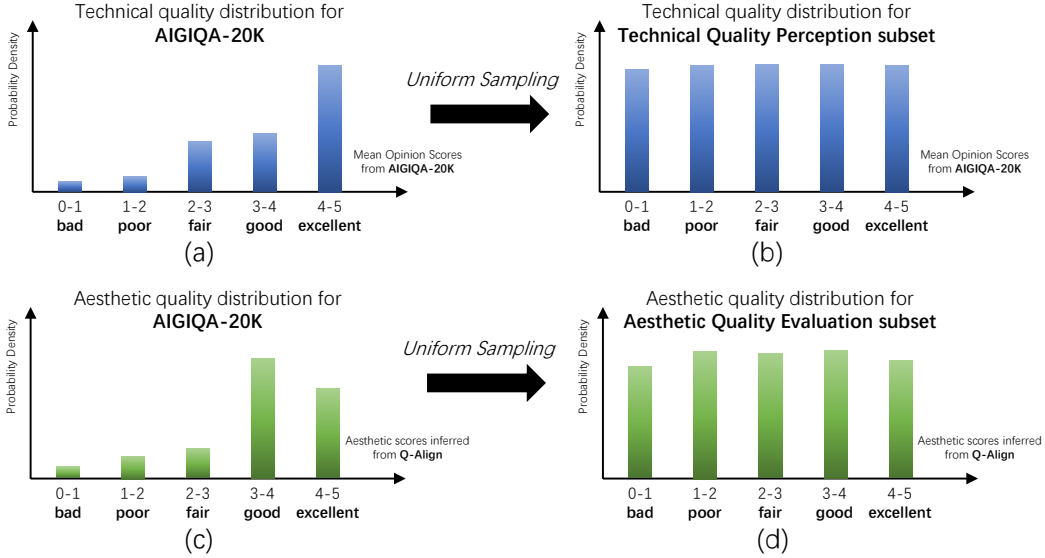 Technical quality distribution for
AIGIQA-20K
Probability Density
Mean Opinion Scores
from AIGIQA-20K
0-1 1-2 2-3 3-4 4-5
bad poor fair good excellent
(a)
Uniform Sampling
Technical quality distribution for
Technical Quality Perception subset
Probability Density
Mean Opinion Scores
from AIGIQA-20K
0-1 1-2 2-3 3-4 4-5
bad poor fair good excellent
(b)
Aesthetic quality distribution for
AIGIQA-20K
Probability Density
Aesthetic scores inferred
from Q-Align
0-1 1-2 2-3 3-4 4-5
bad poor fair good excellent
(c)
Uniform Sampling
Aesthetic quality distribution for
Aesthetic Quality Evaluation subset
Probability Density
Aesthetic scores inferred
from Q-Align
0-1 1-2 2-3 3-4 4-5
bad poor fair good excellent
(d)